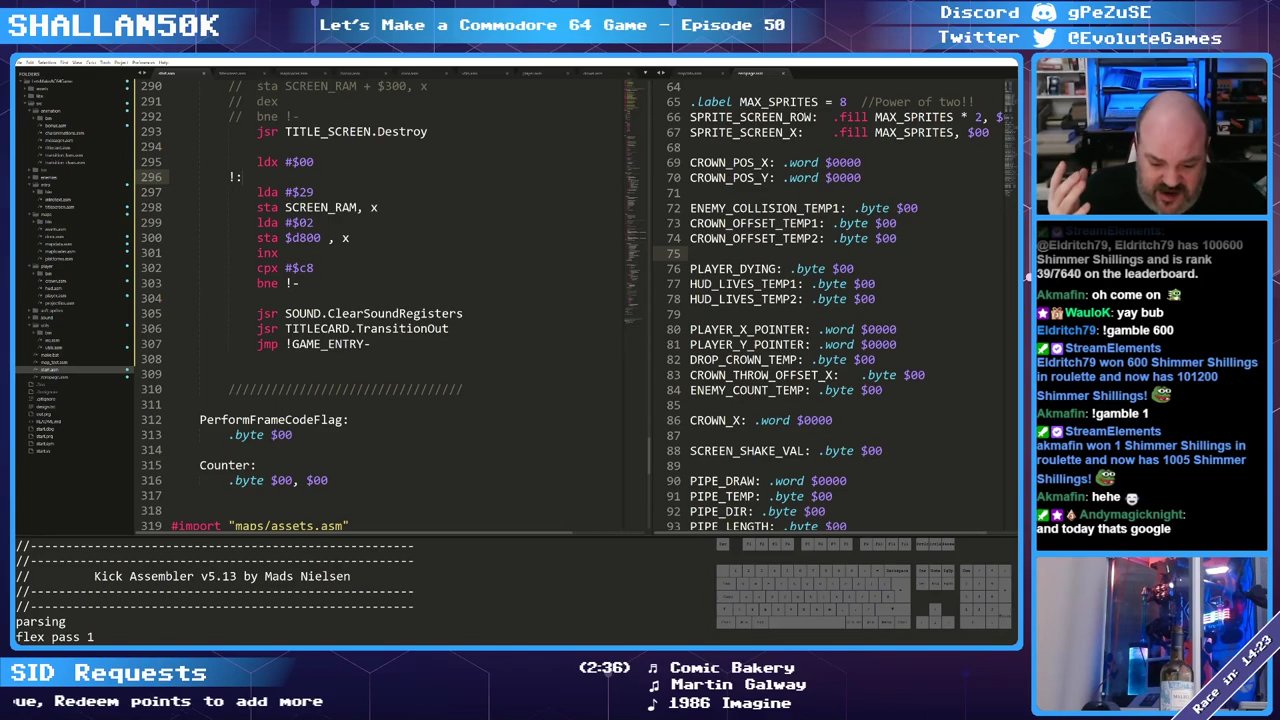 SHALLAN50K
Let's Make a Commodore 64 Game - Episode 50
Discord gPeZuSE
Twitter @EvoluteGames
FOLDERS
290 // sta SCREEN_RAM + $300, x
291 // dex
292 // bne !-
293 jsr TITLE_SCREEN.Destroy
294
295 ldx #$00
296 !:
297 lda #$29
298 sta SCREEN_RAM, x
299 lda #$02
300 sta $d800 , x
301 inx
302 cpx #$c8
303 bne !-
304
305 jsr SOUND.ClearSoundRegisters
306 jsr TITLECARD.TransitionOut
307 jmp !GAME_ENTRY-
308
309
310 /////////////////////////////////
311
312 PerformFrameCodeFlag:
313 .byte $00
314
315 Counter:
316 .byte $00, $00
317
318
319 #import "maps/assets.asm"
64
65 .label MAX_SPRITES = 8 //Power of two!!
66 SPRITE_SCREEN_ROW: .fill MAX_SPRITES * 2, $
67 SPRITE_SCREEN_X: .fill MAX_SPRITES, $00
68
69 CROWN_POS_X: .word $0000
70 CROWN_POS_Y: .word $0000
71
72 ENEMY_COLLISION_TEMP1: .byte $00
73 CROWN_OFFSET_TEMP1: .byte $00
74 CROWN_OFFSET_TEMP2: .byte $00
75
76 PLAYER_DYING: .byte $00
77 HUD_LIVES_TEMP1: .byte $00
78 HUD_LIVES_TEMP2: .byte $00
79
80 PLAYER_X_POINTER: .word $0000
81 PLAYER_Y_POINTER: .word $0000
82 DROP_CROWN_TEMP: .byte $00
83 CROWN_THROW_OFFSET_X: .byte $00
84 ENEMY_COUNT_TEMP: .byte $00
85
86 CROWN_X: .word $0000
87
88 SCREEN_SHAKE_VAL: .byte $00
89
90 PIPE_DRAW: .word $0000
91 PIPE_TEMP: .byte $00
92 PIPE_DIR: .byte $00
93 PIPE_LENGTH: .byte $00
//------------------------------------------------------
//------------------------------------------------------
// Kick Assembler v5.13 by Mads Nielsen
//------------------------------------------------------
//------------------------------------------------------
parsing
flex pass 1
StreamElements:
@Eldritch79, Eldritch79 has 100600
Shimmer Shillings and is rank
39/7640 on the leaderboard.
Akmafin: oh come on
WauloK: yay bub
Eldritch79: !gamble 600
StreamElements
Eldritch79 won 600 Shimmer Shillings
in roulette and now has 101200
Shimmer Shillings!
Akmafin: !gamble 1
StreamElements
akmafin won 1 Shimmer Shillings in
roulette and now has 1005 Shimmer
Shillings!
Akmafin: hehe
Andymagicknight:
and today thats google
SID Requests
ue, Redeem points to add more
(2:36) Comic Bakery
Martin Galway
1986 Imagine
Race in 14:23